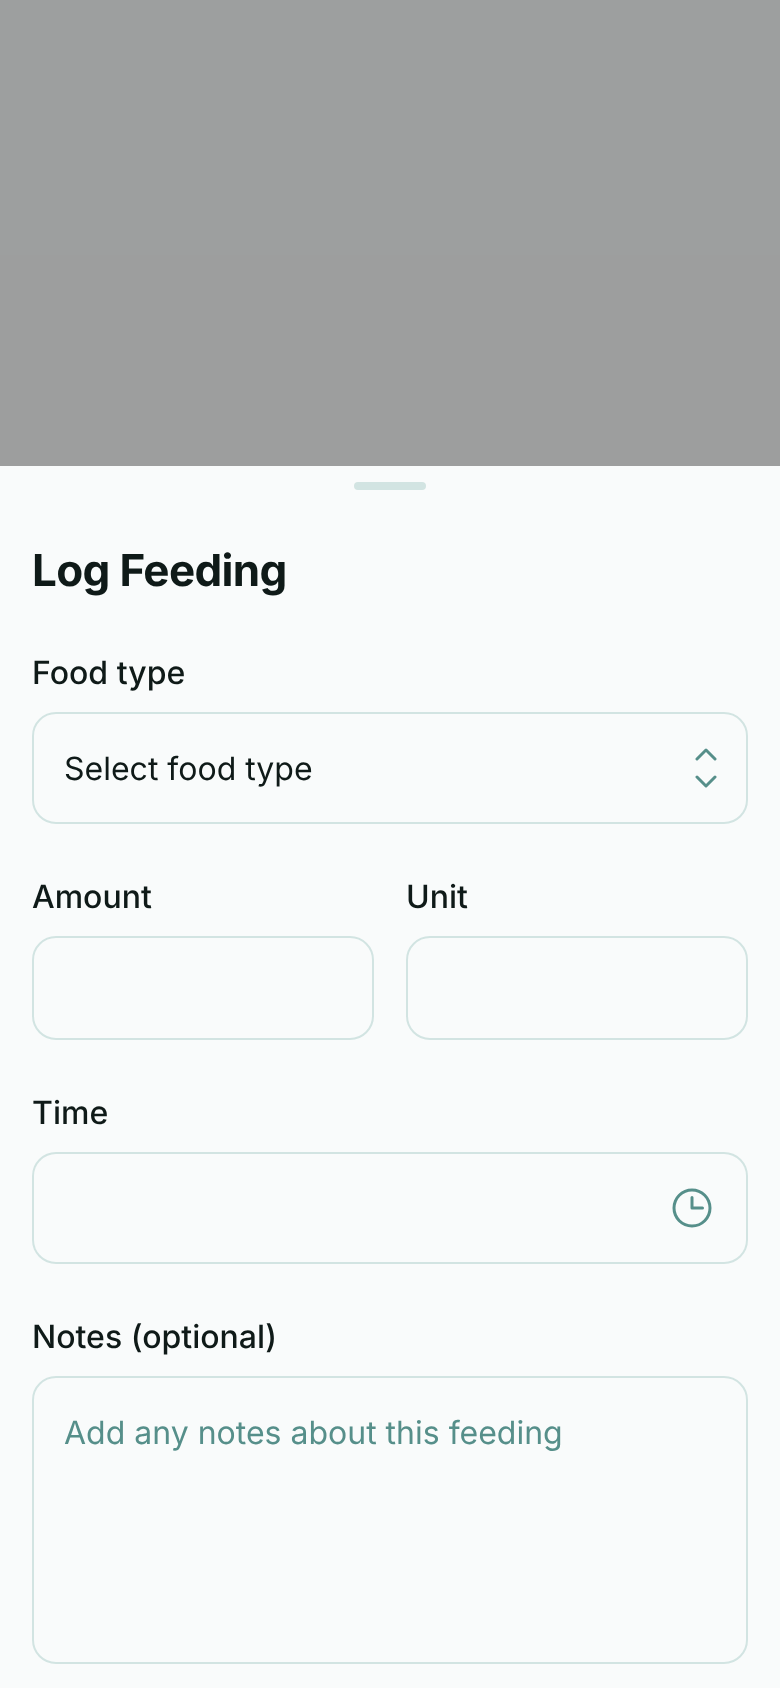 Log Feeding
Food type
Select food type
Amount
Unit
Time
Notes (optional)
Add any notes about this feeding